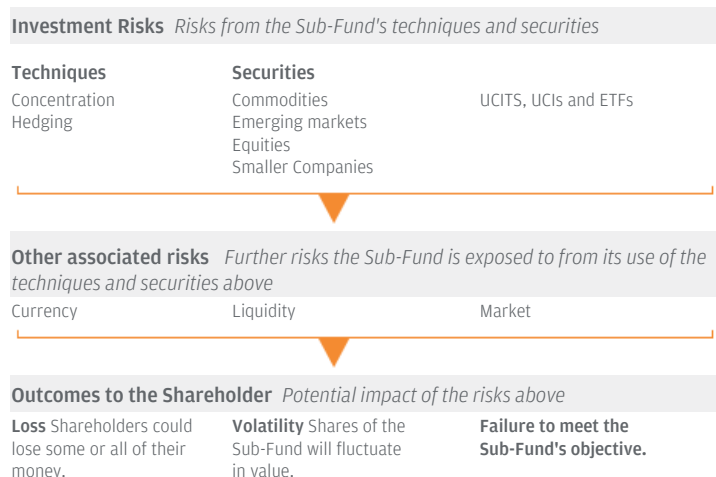 Investment Risks Risks from the Sub-Fund's techniques and securities
Techniques
Concentration
Hedging
Securities
Commodities
Emerging markets
Equities
Smaller Companies
UCITS, UCIs and ETFs
Other associated risks Further risks the Sub-Fund is exposed to from its use of the
techniques and securities above
Currency
Liquidity
Market
Outcomes to the Shareholder Potential impact of the risks above
Loss Shareholders could
lose some or all of their
money.
Volatility Shares of the
Sub-Fund will fluctuate
in value.
Failure to meet the
Sub-Fund's objective.